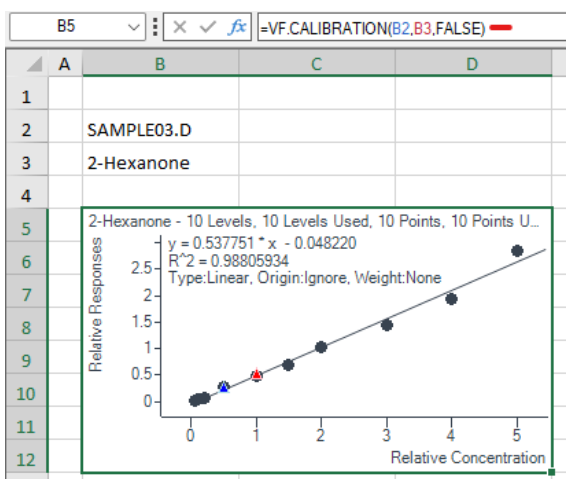 B5 fx =VF.CALIBRATION(B2,B3,FALSE)
A B C D
1
2 SAMPLE03.D
3 2-Hexanone
4
5 2-Hexanone - 10 Levels, 10 Levels Used, 10 Points, 10 Points U...
y = 0.537751 * x - 0.048220
6 R^2 = 0.98805934
2.5
Type:Linear, Origin:Ignore, Weight:None
7 2
8 1.5
1
9 0.5
10 0
11 0 1 2 3 4 5
12 Relative Concentration
Relative Responses